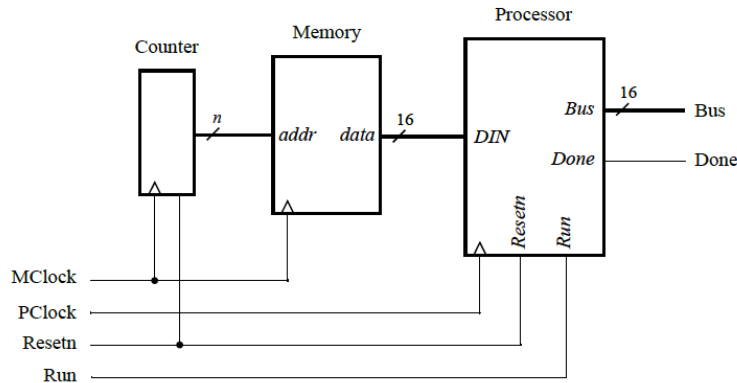 Processor
Memory
Counter
16
n
16
Bus
Bus
addr
data
DIN
Done
Done
Resetn
Run
MClock
PClock
Resetn
Run